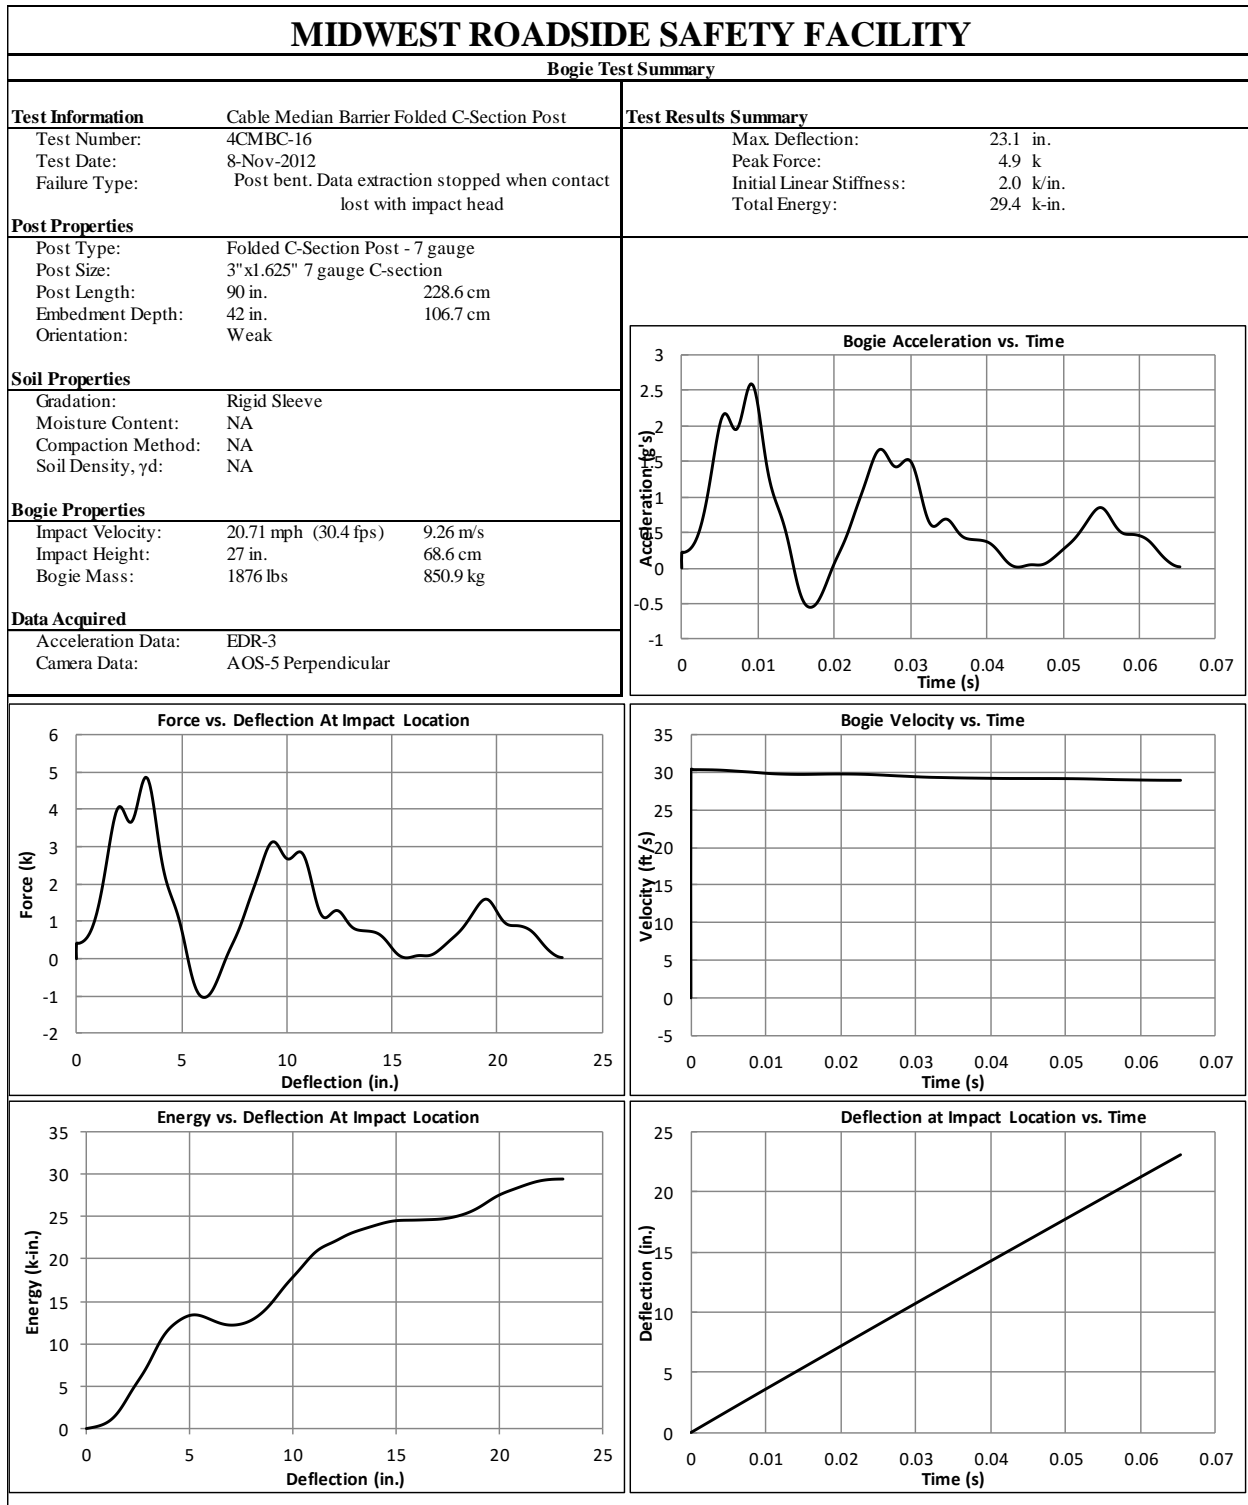 MIDWEST ROADSIDE SAFETY FACILITY
Bogie Test Summary
Test Information Cable Median Barrier Folded C-Section Post
Test Number: 4CMBC-16
Test Date: 8-Nov-2012
Failure Type: Post bent. Data extraction stopped when contact
lost with impact head
Post Properties
Post Type: Folded C-Section Post - 7 gauge
Post Size: 3"x1.625" 7 gauge C-section
Post Length: 90 in. 228.6 cm
Embedment Depth: 42 in. 106.7 cm
Orientation: Weak
Soil Properties
Gradation: Rigid Sleeve
Moisture Content: NA
Compaction Method: NA
Soil Density, γd: NA
Bogie Properties
Impact Velocity: 20.71 mph (30.4 fps) 9.26 m/s
Impact Height: 27 in. 68.6 cm
Bogie Mass: 1876 lbs 850.9 kg
Data Acquired
Acceleration Data: EDR-3
Camera Data: AOS-5 Perpendicular
Test Results Summary
Max. Deflection: 23.1 in.
Peak Force: 4.9 k
Initial Linear Stiffness: 2.0 k/in.
Total Energy: 29.4 k-in.
Bogie Acceleration vs. Time
3
2.5
2
1.5
1
0.5
0
-0.5
-1
Acceleration (g's)
0 0.01 0.02 0.03 0.04 0.05 0.06 0.07
Time (s)
Force vs. Deflection At Impact Location
6
5
4
3
2
1
0
-1
-2
Force (k)
0 5 10 15 20 25
Deflection (in.)
Bogie Velocity vs. Time
35
30
25
20
15
10
5
0
-5
Velocity (ft/s)
0 0.01 0.02 0.03 0.04 0.05 0.06 0.07
Time (s)
Energy vs. Deflection At Impact Location
35
30
25
20
15
10
5
0
Energy (k-in.)
0 5 10 15 20 25
Deflection (in.)
Deflection at Impact Location vs. Time
25
20
15
10
5
0
Deflection (in.)
0 0.01 0.02 0.03 0.04 0.05 0.06 0.07
Time (s)